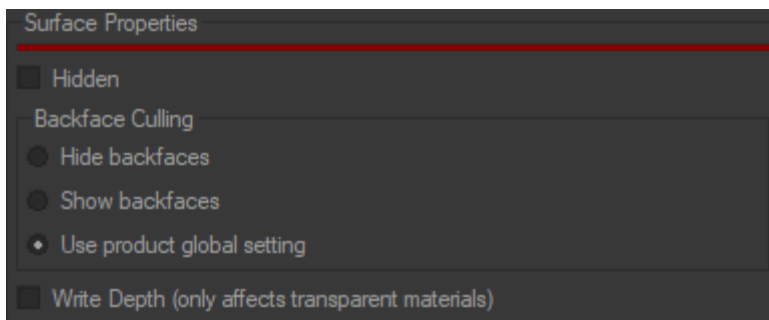 Surface Properties
Hidden
Backface Culling
Hide backfaces
Show backfaces
Use product global setting
Write Depth (only affects transparent materials)